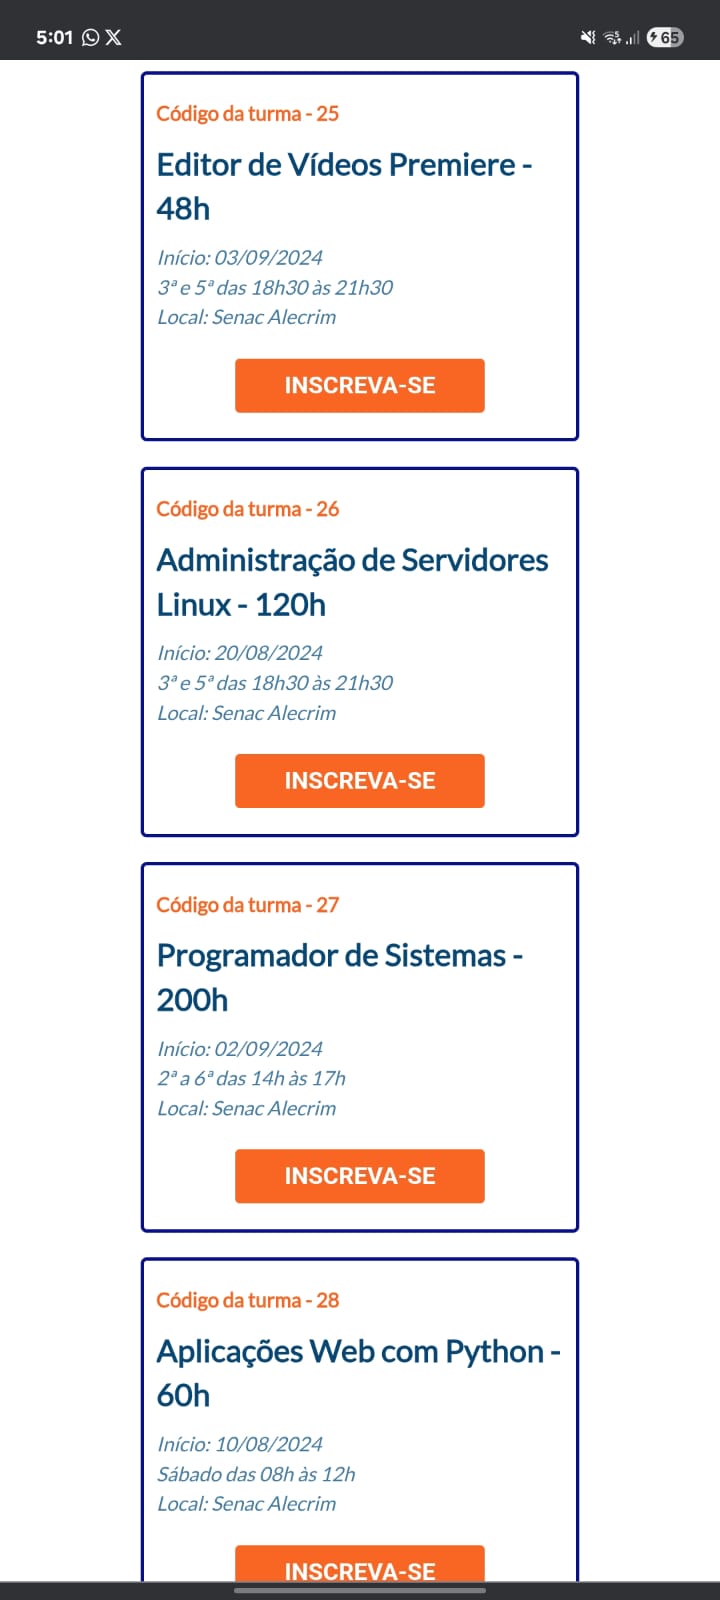 5:01
65
Código da turma - 25
Editor de Vídeos Premiere -
48h
Início: 03/09/2024
3ª e 5ª das 18h30 às 21h30
Local: Senac Alecrim
INSCREVA-SE
Código da turma - 26
Administração de Servidores
Linux - 120h
Início: 20/08/2024
3ª e 5ª das 18h30 às 21h30
Local: Senac Alecrim
INSCREVA-SE
Código da turma - 27
Programador de Sistemas -
200h
Início: 02/09/2024
2ª a 6ª das 14h às 17h
Local: Senac Alecrim
INSCREVA-SE
Código da turma - 28
Aplicações Web com Python -
60h
Início: 10/08/2024
Sábado das 08h às 12h
Local: Senac Alecrim
INSCREVA-SE